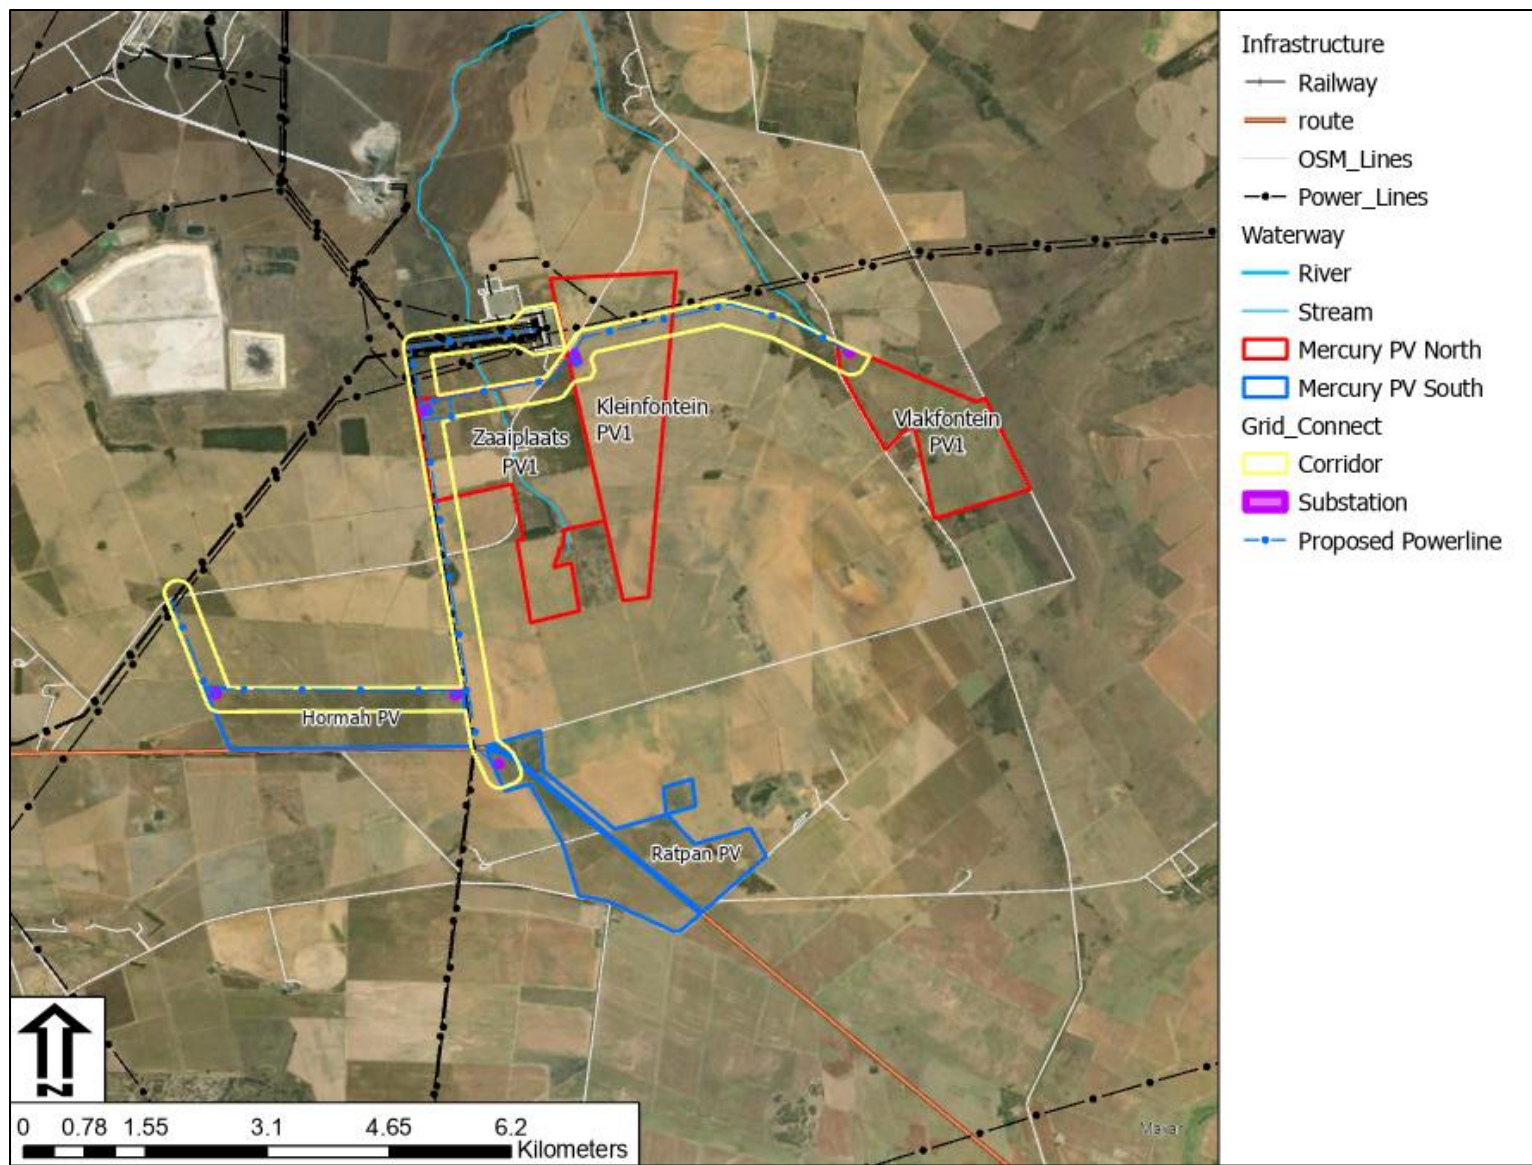 Infrastructure
Railway
route
OSM_Lines
Power_Lines
Waterway
River
Stream
Mercury PV North
Mercury PV South
Grid_Connect
Corridor
Substation
Proposed Powerline
Kleinfontein
PV1
Vlakfontein
PV1
Zaaiplaats
PV1
Hormah PV
Ratpan PV
N
0 0.78 1.55 3.1 4.65 6.2
Kilometers